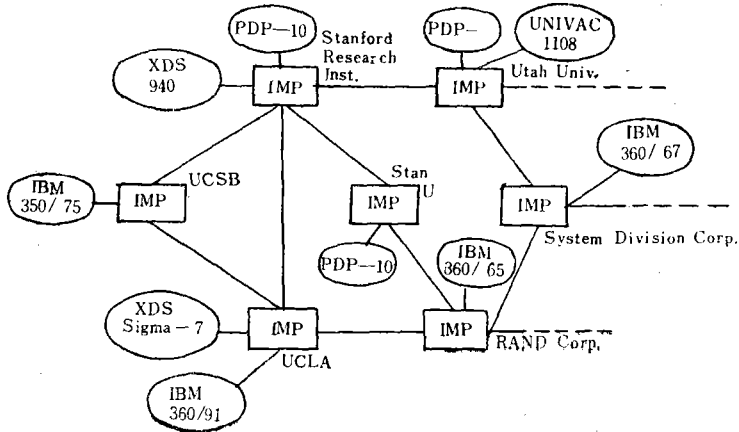 PDP—10
Stanford
Research
Inst.
PDP—
UNIVAC
1108
XDS
940
IMP
IMP
Utah Univ.
IBM
360/67
IBM
350/75
IMP
UCSB
IMP
Stan
U
IMP
System Division Corp.
PDP—10
IBM
360/65
XDS
Sigma—7
IMP
UCLA
IMP
RAND Corp.
IBM
360/91